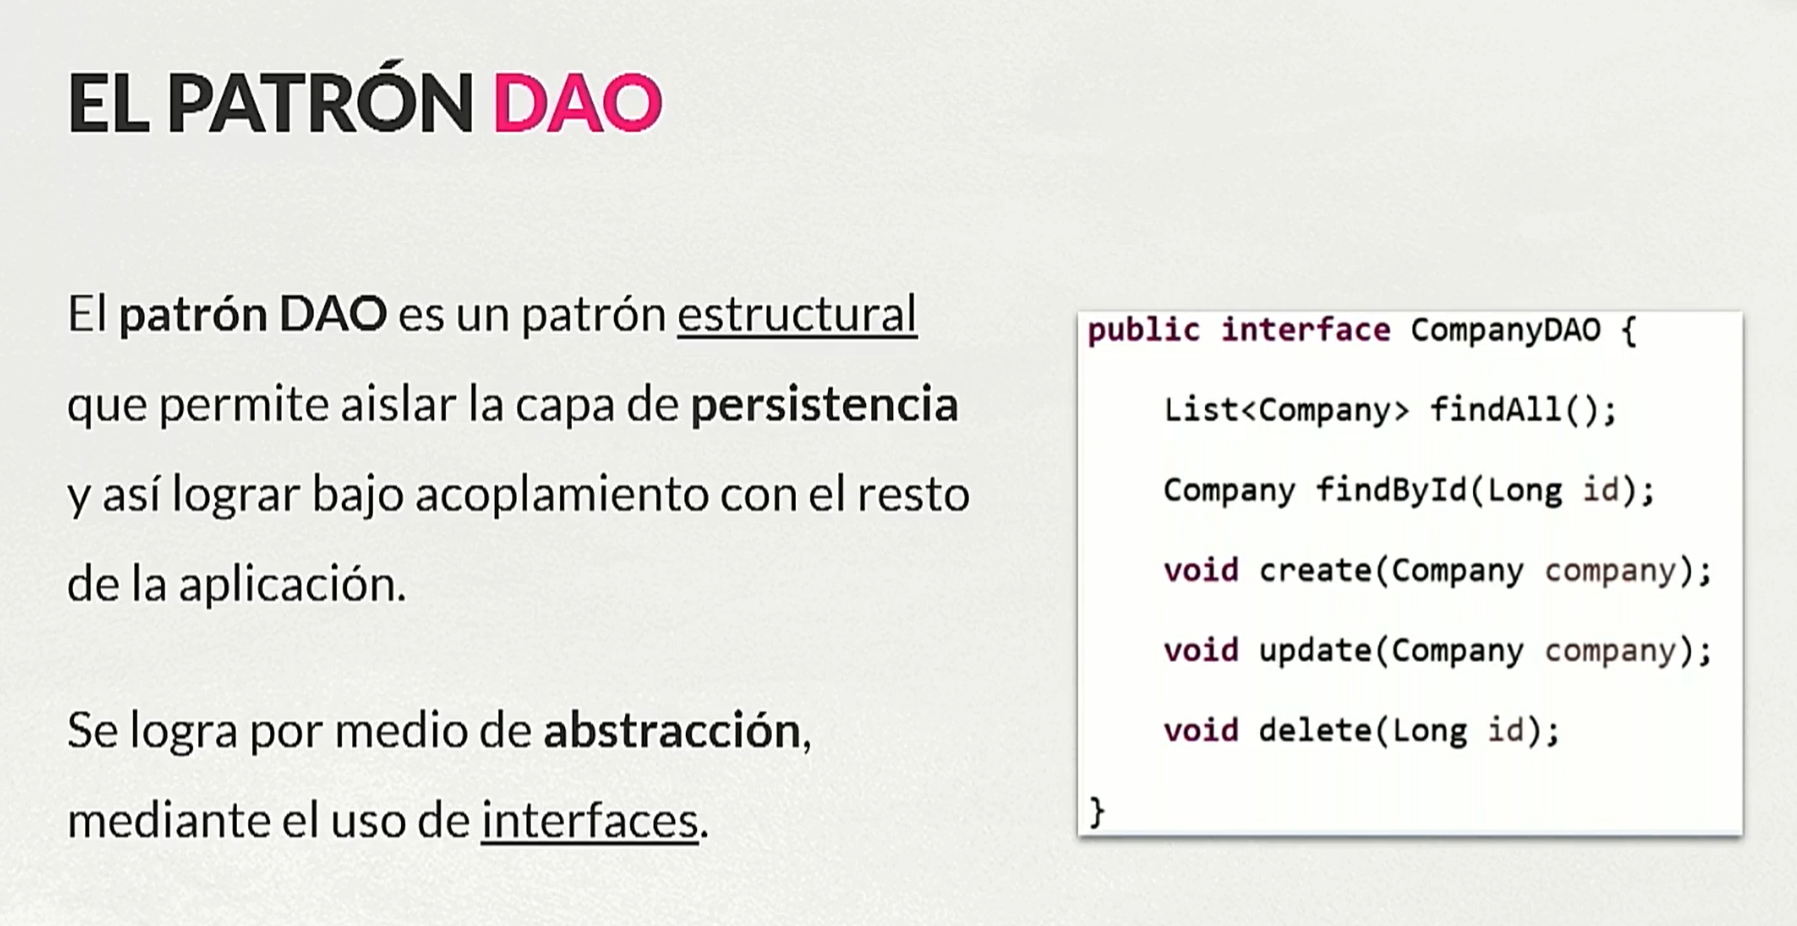 EL PATRÓN DAO
El patrón DAO es un patrón estructural
que permite aislar la capa de persistencia
y así lograr bajo acoplamiento con el resto
de la aplicación.
Se logra por medio de abstracción,
mediante el uso de interfaces.
public interface CompanyDAO {
List<Company> findAll();
Company findById(Long id);
void create(Company company);
void update(Company company);
void delete(Long id);
}